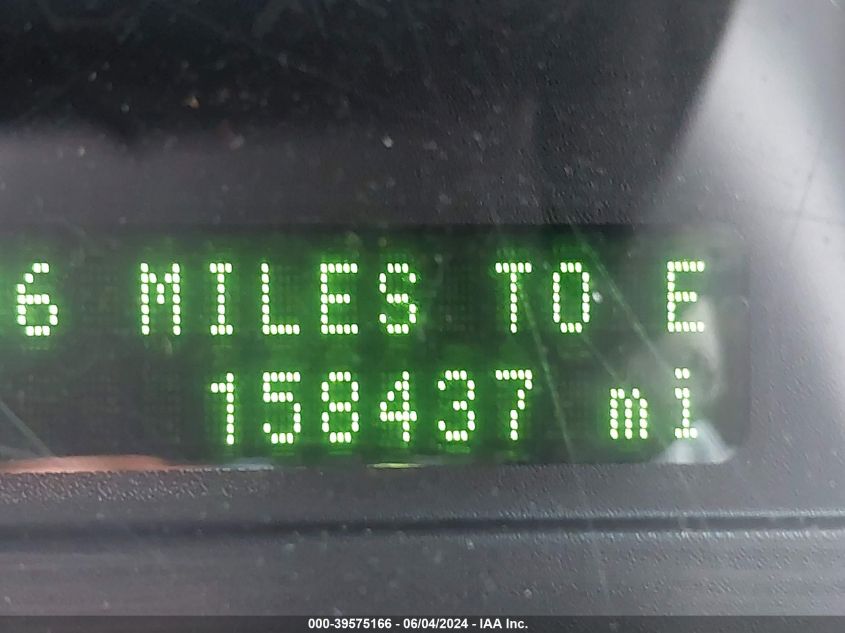 6 MILES TO E
158437 mi
000-39575166 - 06/04/2024 - IAA Inc.